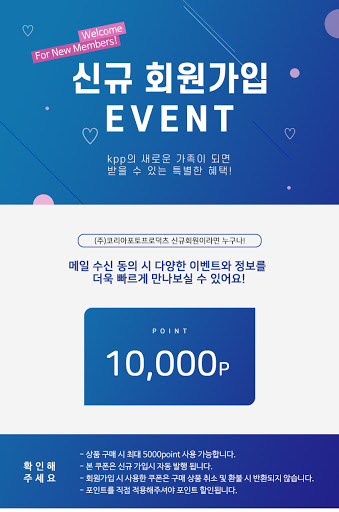 Welcome
For New Members!
신규 회원가입
EVENT
kpp의 새로운 가족이 되면
받을 수 있는 특별한 혜택!
(주)코리아포토프로덕츠 신규회원이라면 누구나!
메일 수신 동의 시 다양한 이벤트와 정보를
더욱 빠르게 만나보실 수 있어요!
POINT
10,000P
확인해
주세요
- 상품 구매 시 최대 5000point 사용 가능합니다.
- 본 쿠폰은 신규 가입시 자동 발행 됩니다.
- 회원가입 시 사용한 쿠폰은 구매 상품 취소 및 환불 시 반환되지 않습니다.
- 포인트를 직접 적용해주셔야 포인트 할인됩니다.